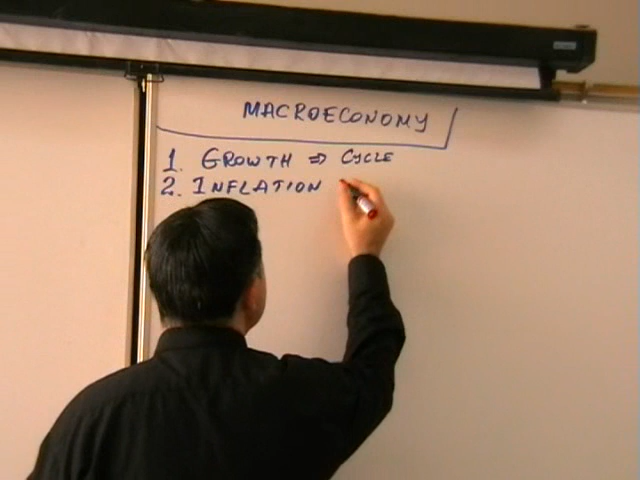 MACROECONOMY
1. GROWTH ⇒ CYCLE
2. INFLATION